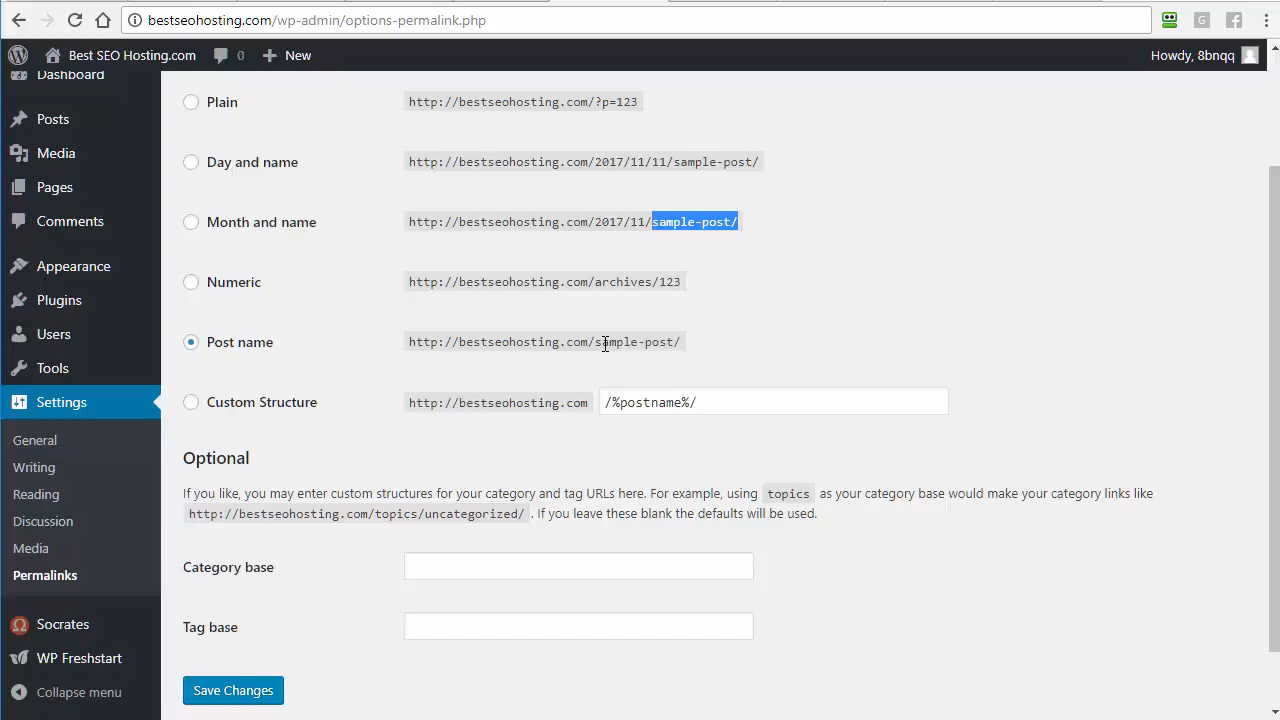 bestseohosting.com/wp-admin/options-permalink.php
G
Best SEO Hosting.com 0 + New Howdy, 8bnqq
Dashboard
Posts
Media
Pages
Comments
Appearance
Plugins
Users
Tools
Settings
General
Writing
Reading
Discussion
Media
Permalinks
Socrates
WP Freshstart
Collapse menu
Plain http://bestseohosting.com/?p=123
Day and name http://bestseohosting.com/2017/11/11/sample-post/
Month and name http://bestseohosting.com/2017/11/sample-post/
Numeric http://bestseohosting.com/archives/123
Post name http://bestseohosting.com/sample-post/
Custom Structure http://bestseohosting.com /%postname%/
Optional
If you like, you may enter custom structures for your category and tag URLs here. For example, using topics as your category base would make your category links like
http://bestseohosting.com/topics/uncategorized/ . If you leave these blank the defaults will be used.
Category base
Tag base
Save Changes